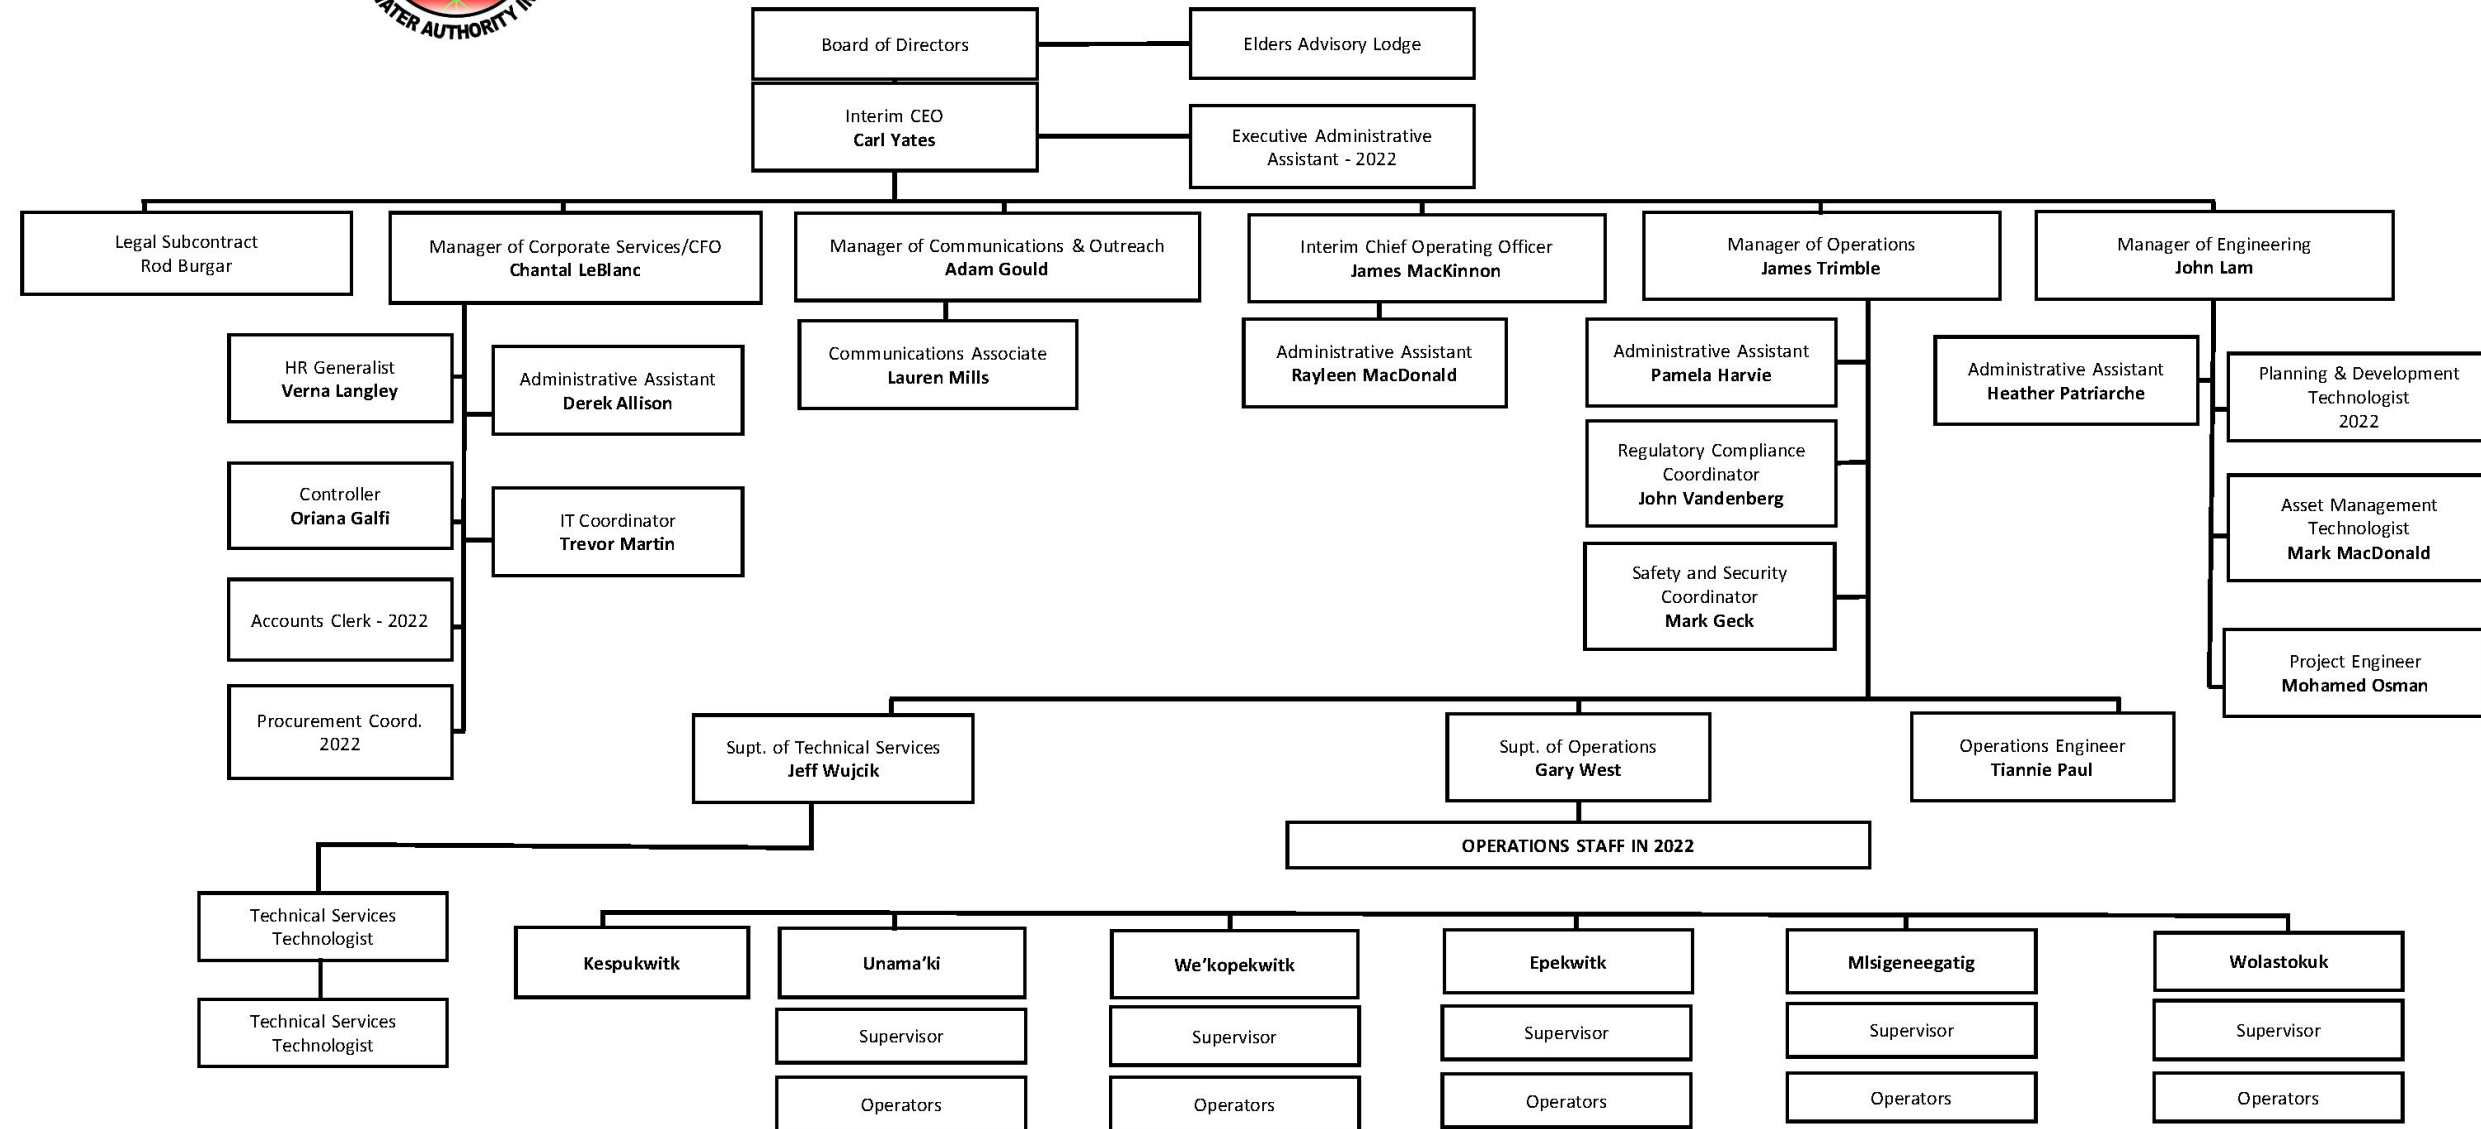 WATER AUTHORITY IN
Board of Directors
Elders Advisory Lodge
Interim CEO
Carl Yates
Executive Administrative
Assistant - 2022
Legal Subcontract
Rod Burgar
Manager of Corporate Services/CFO
Chantal LeBlanc
Manager of Communications & Outreach
Adam Gould
Interim Chief Operating Officer
James MacKinnon
Manager of Operations
James Trimble
Manager of Engineering
John Lam
HR Generalist
Verna Langley
Administrative Assistant
Derek Allison
Controller
Oriana Galfi
IT Coordinator
Trevor Martin
Accounts Clerk - 2022
Procurement Coord.
2022
Communications Associate
Lauren Mills
Administrative Assistant
Rayleen MacDonald
Administrative Assistant
Pamela Harvie
Regulatory Compliance
Coordinator
John Vandenberg
Safety and Security
Coordinator
Mark Geck
Administrative Assistant
Heather Patriarche
Planning & Development
Technologist
2022
Asset Management
Technologist
Mark MacDonald
Project Engineer
Mohamed Osman
Supt. of Technical Services
Jeff Wujcik
Supt. of Operations
Gary West
Operations Engineer
Tiannie Paul
OPERATIONS STAFF IN 2022
Technical Services
Technologist
Technical Services
Technologist
Kespukwitk
Unama’ki
Supervisor
Operators
We’kopekwitk
Supervisor
Operators
Epekwitk
Supervisor
Operators
Mlsigeneegatig
Supervisor
Operators
Wolastokuk
Supervisor
Operators